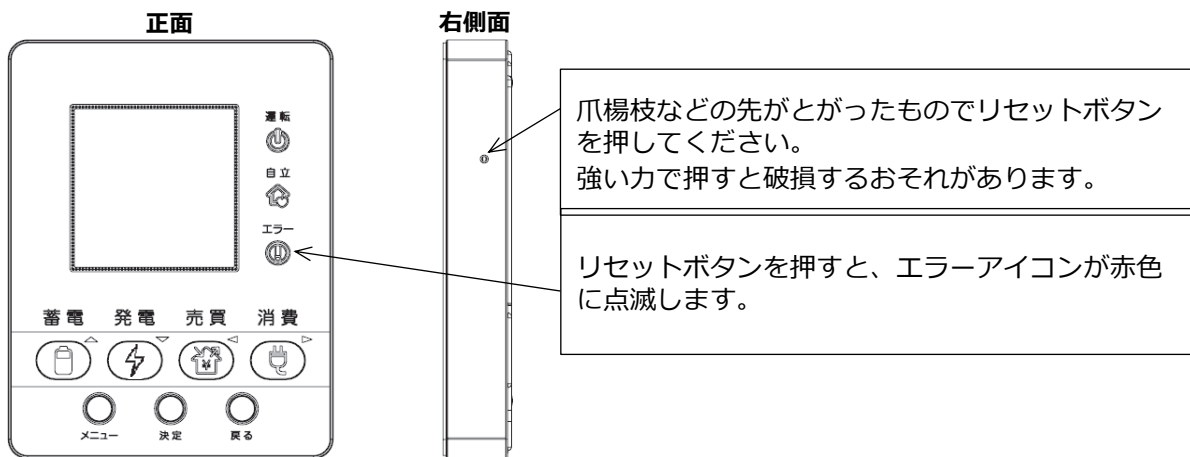 正面
右側面
運転
自立
エラー
蓄電 発電 売買 消費
メニュー 決定 戻る
爪楊枝などの先がとがったものでリセットボタン
を押してください。
強い力で押すと破損するおそれがあります。
リセットボタンを押すと、エラーアイコンが赤色
に点滅します。